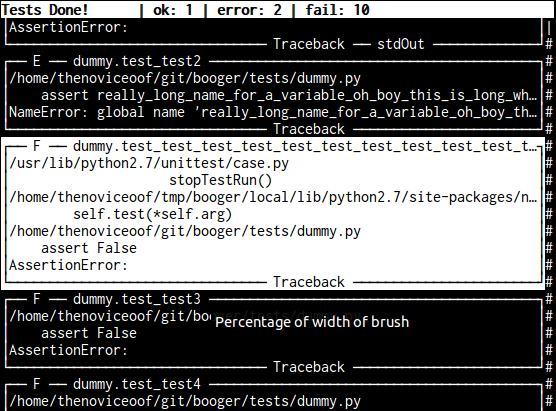 Tests Done! | ok: 1 | error: 2 | fail: 10
AssertionError:
Traceback — stdOut
E — dummy.test_test2
/home/thenoviceoof/git/booger/tests/dummy.py
assert really_long_name_for_a_variable_oh_boy_this_is_long_wh…
NameError: global name 'really_long_name_for_a_variable_oh_boy_th…
Traceback
F — dummy.test_test_test_test_test_test_test_test_test_test_t…
/usr/lib/python2.7/unittest/case.py
stopTestRun()
/home/thenoviceoof/tmp/booger/local/lib/python2.7/site-packages/n…
self.test(*self.arg)
/home/thenoviceoof/git/booger/tests/dummy.py
assert False
AssertionError:
Traceback
F — dummy.test_test3
/home/thenoviceoof/git/boo
Percentage of width of brush
assert False
AssertionError:
Traceback
F — dummy.test_test4
/home/thenoviceoof/git/booger/tests/dummy.py